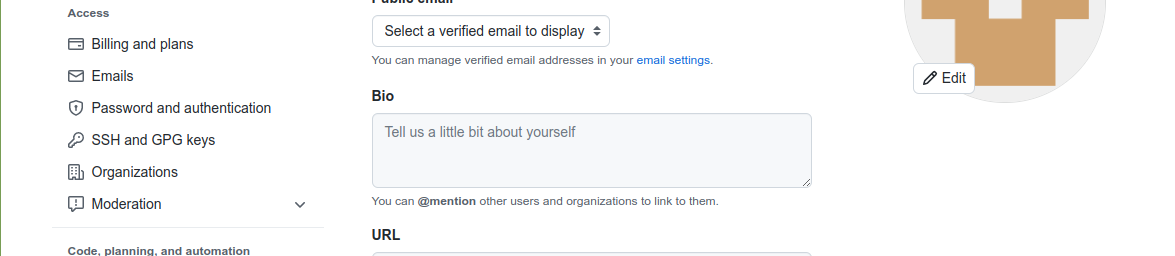 Access
Billing and plans
Emails
Password and authentication
SSH and GPG keys
Organizations
Moderation
Code, planning, and automation
Public email
Select a verified email to display
You can manage verified email addresses in your email settings.
Bio
Tell us a little bit about yourself
You can @mention other users and organizations to link to them.
URL
Edit